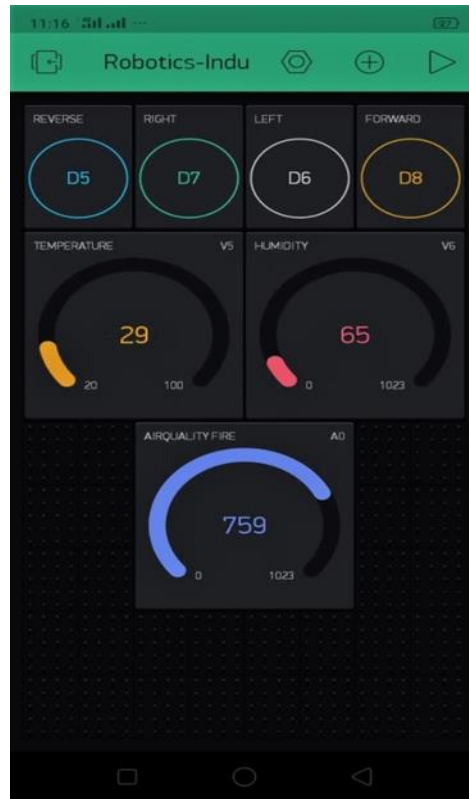 11:16
Robotics-Indu
REVERSE RIGHT LEFT FORWARD
D5 D7 D6 D8
TEMPERATURE V5 HUMIDITY V6
29 65
20 100 0 1023
AIRQUALITY FIRE A0
759
0 1023